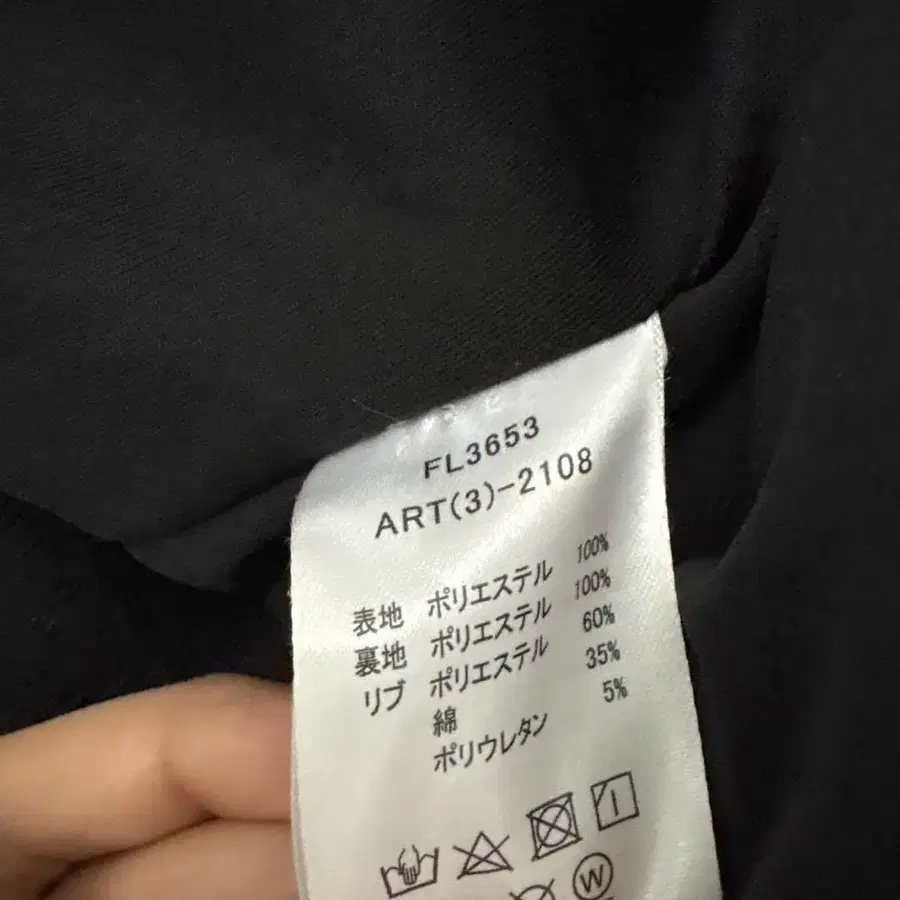 FL3653
ART(3)-2108
表地 ポリエステル 100%
裏地 ポリエステル 100%
リブ ポリエステル 60%
綿 35%
ポリウレタン 5%
W